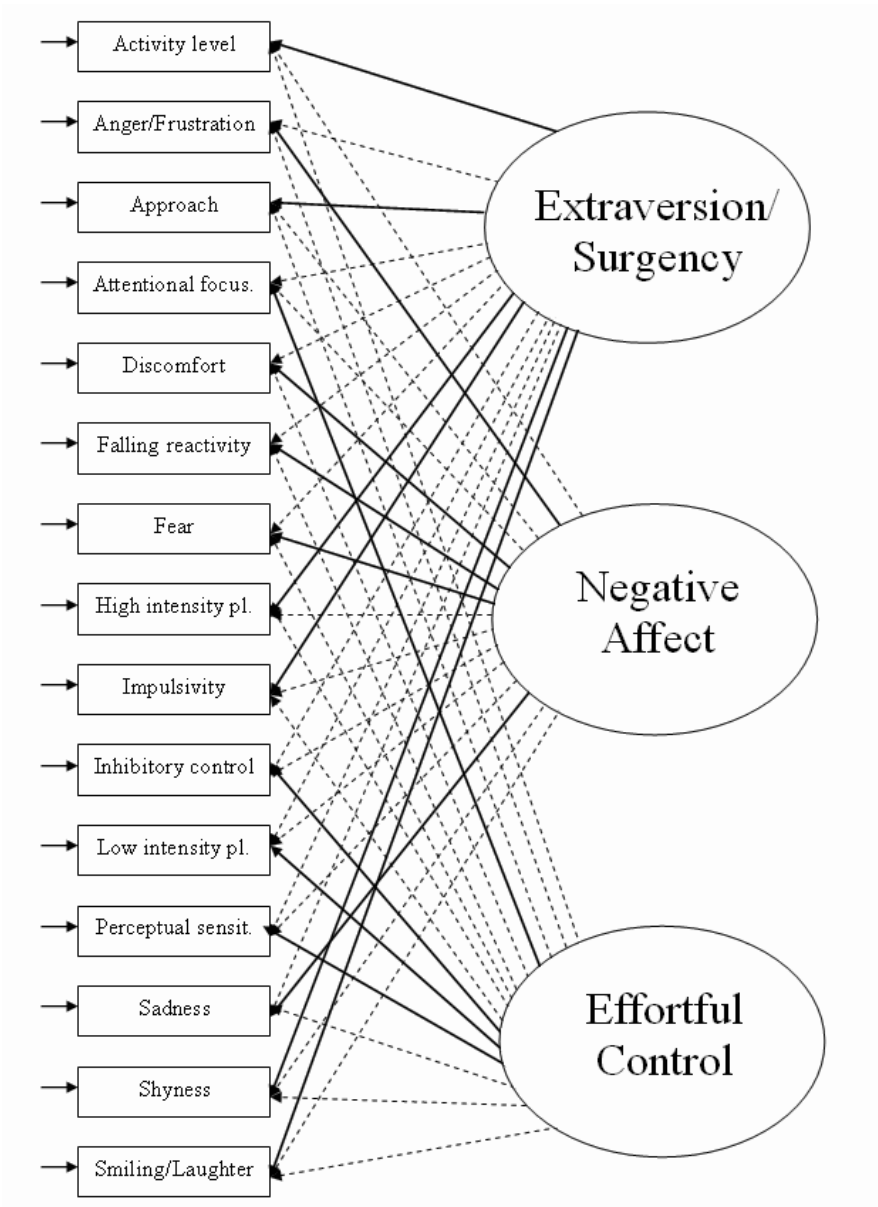 Activity level
Anger/Frustration
Approach
Attentional focus.
Discomfort
Falling reactivity
Fear
High intensity pl.
Impulsivity
Inhibitory control
Low intensity pl.
Perceptual sensit.
Sadness
Shyness
Smiling/Laughter
Extraversion/
Surgency
Negative
Affect
Effortful
Control